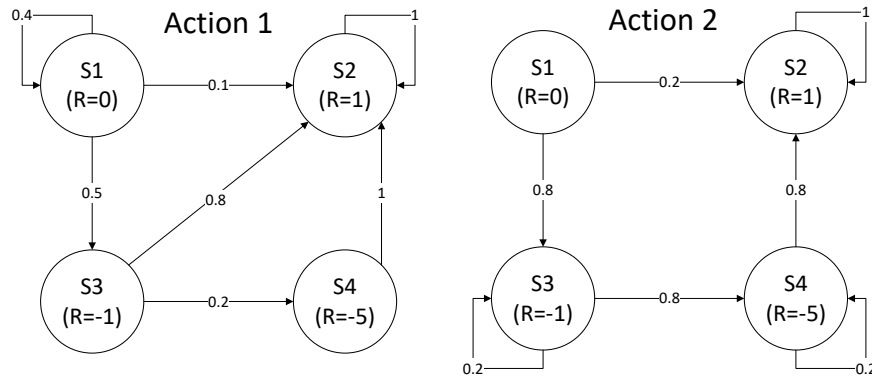 Action 1
0.4
1
S1
(R=0)
0.1
S2
(R=1)
0.5
0.8
1
S3
(R=-1)
0.2
S4
(R=-5)
Action 2
1
S1
(R=0)
0.2
S2
(R=1)
0.8
0.8
S3
(R=-1)
0.8
S4
(R=-5)
0.2
0.2